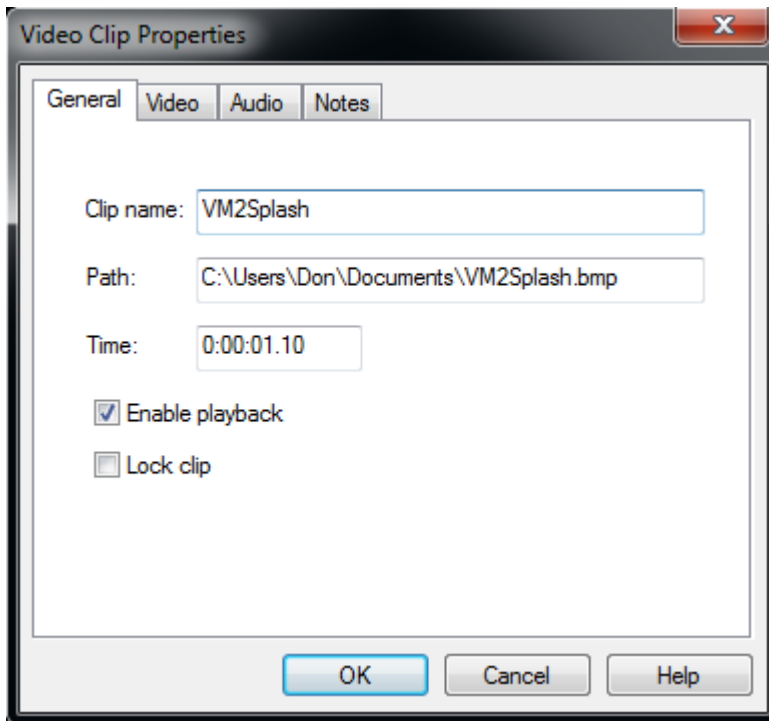 Video Clip Properties
General Video Audio Notes
Clip name: VM2Splash
Path: C:\Users\Don\Documents\VM2Splash.bmp
Time: 0:00:01.10
Enable playback
Lock clip
OK Cancel Help